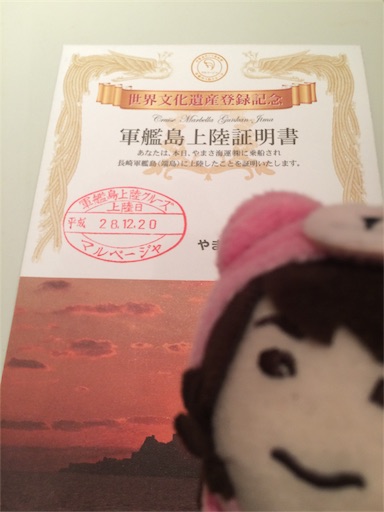 世界文化遺産登録記念
Cruise Marbella Gunkan-Jima
軍艦島上陸証明書
あなたは、本日、やまさ海運㈱に乗船され
長崎軍艦島(端島)に上陸したことを証明いたします。
軍艦島上陸クルーズ
上陸日
平成 28.12.20
マルベージャ
やま